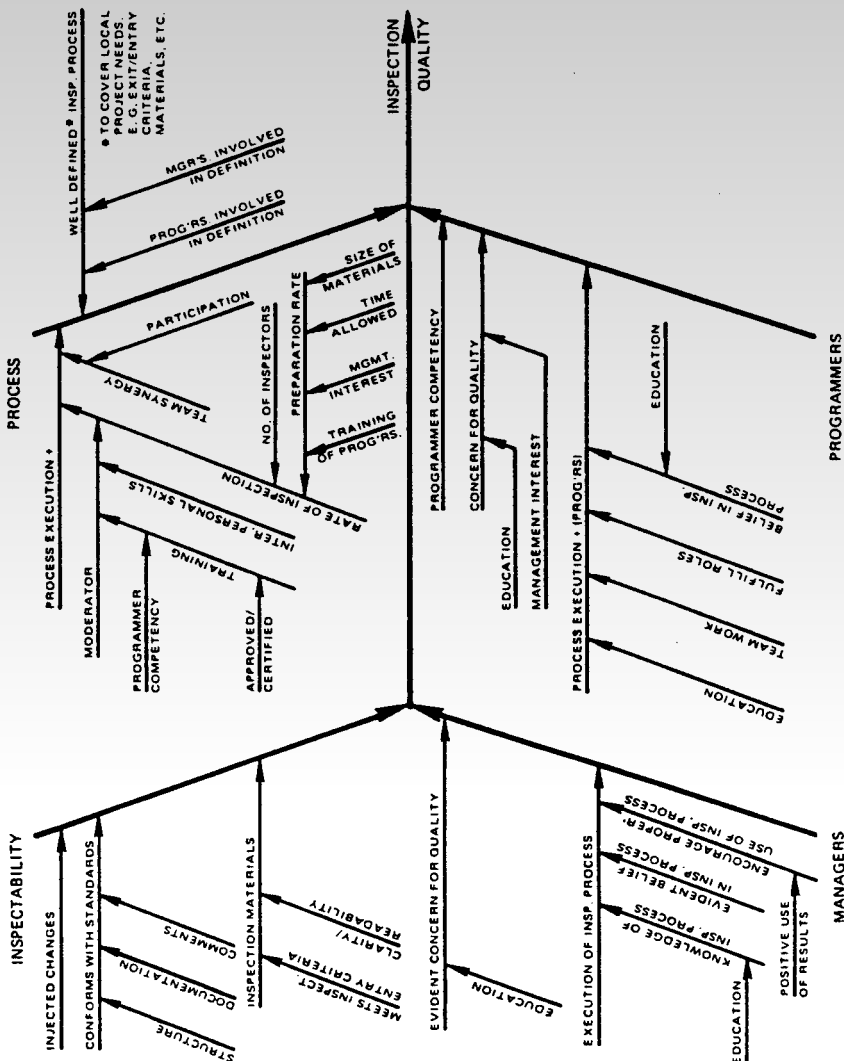 PROCESS
WELL DEFINED* INSP. PROCESS
* TO COVER LOCAL
PROJECT NEEDS.
E.G. EXIT/ENTRY
CRITERIA,
MATERIALS, ETC.
MGR'S. INVOLVED
IN DEFINITION
PROG'RS. INVOLVED
IN DEFINITION
PROCESS EXECUTION +
PARTICIPATION
TEAM SYNERGY
MODERATOR
INTER. PERSONAL SKILLS
TRAINING
PROGRAMMER
COMPETENCY
APPROVED/
CERTIFIED
RATE OF INSPECTION
NO. OF INSPECTORS
PREPARATION RATE
SIZE OF
MATERIALS
TIME
ALLOWED
MGMT.
INTEREST
TRAINING
OF PROG'RS.
INSPECTION
QUALITY
INSPECTABILITY
INJECTED CHANGES
CONFORMS WITH STANDARDS
COMMENTS
DOCUMENTATION
STRUCTURE
INSPECTION MATERIALS
CLARITY/
READABILITY
MEETS INSPECT.
ENTRY CRITERIA
EVIDENT CONCERN FOR QUALITY
EDUCATION
EXECUTION OF INSP. PROCESS
ENCOURAGE PROPER
USE OF INSP. PROCESS
EVIDENT BELIEF
IN INSP. PROCESS
KNOWLEDGE OF
INSP. PROCESS
EDUCATION
POSITIVE USE
OF RESULTS
MANAGERS
PROGRAMMER COMPETENCY
CONCERN FOR QUALITY
EDUCATION
MANAGEMENT INTEREST
PROCESS EXECUTION + (PROG'RS)
EDUCATION
BELIEF IN INSP.
PROCESS
FULFILL ROLES
TEAM WORK
EDUCATION
PROGRAMMERS